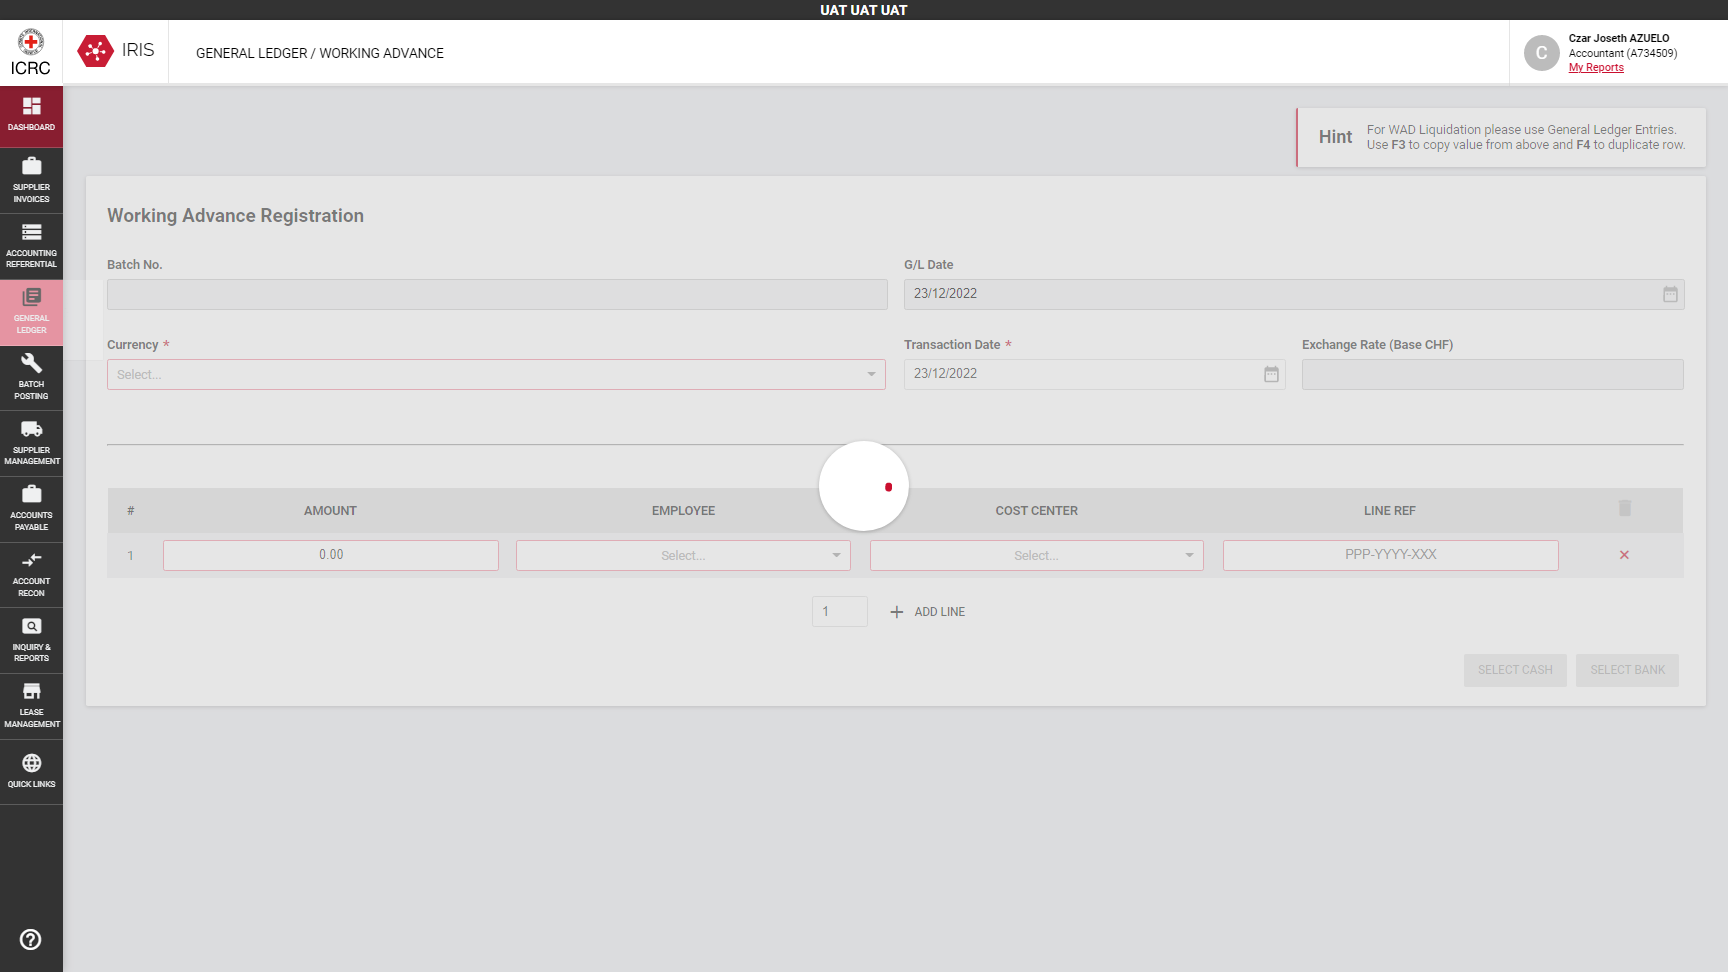 UAT UAT UAT
ICRC
IRIS
GENERAL LEDGER / WORKING ADVANCE
C
Czar Joseth AZUELO
Accountant (A734509)
My Reports
DASHBOARD
SUPPLIER
INVOICES
ACCOUNTING
REFERENTIAL
GENERAL
LEDGER
BATCH
POSTING
SUPPLIER
MANAGEMENT
ACCOUNTS
PAYABLE
ACCOUNT
RECON
INQUIRY &
REPORTS
LEASE
MANAGEMENT
QUICK LINKS
Hint
For WAD Liquidation please use General Ledger Entries.
Use F3 to copy value from above and F4 to duplicate row.
Working Advance Registration
Batch No.
G/L Date
23/12/2022
Currency *
Transaction Date *
Exchange Rate (Base CHF)
Select...
23/12/2022
# AMOUNT EMPLOYEE COST CENTER LINE REF
1 0.00 Select... Select... PPP-YYYY-XXX
1 ADD LINE
SELECT CASH SELECT BANK